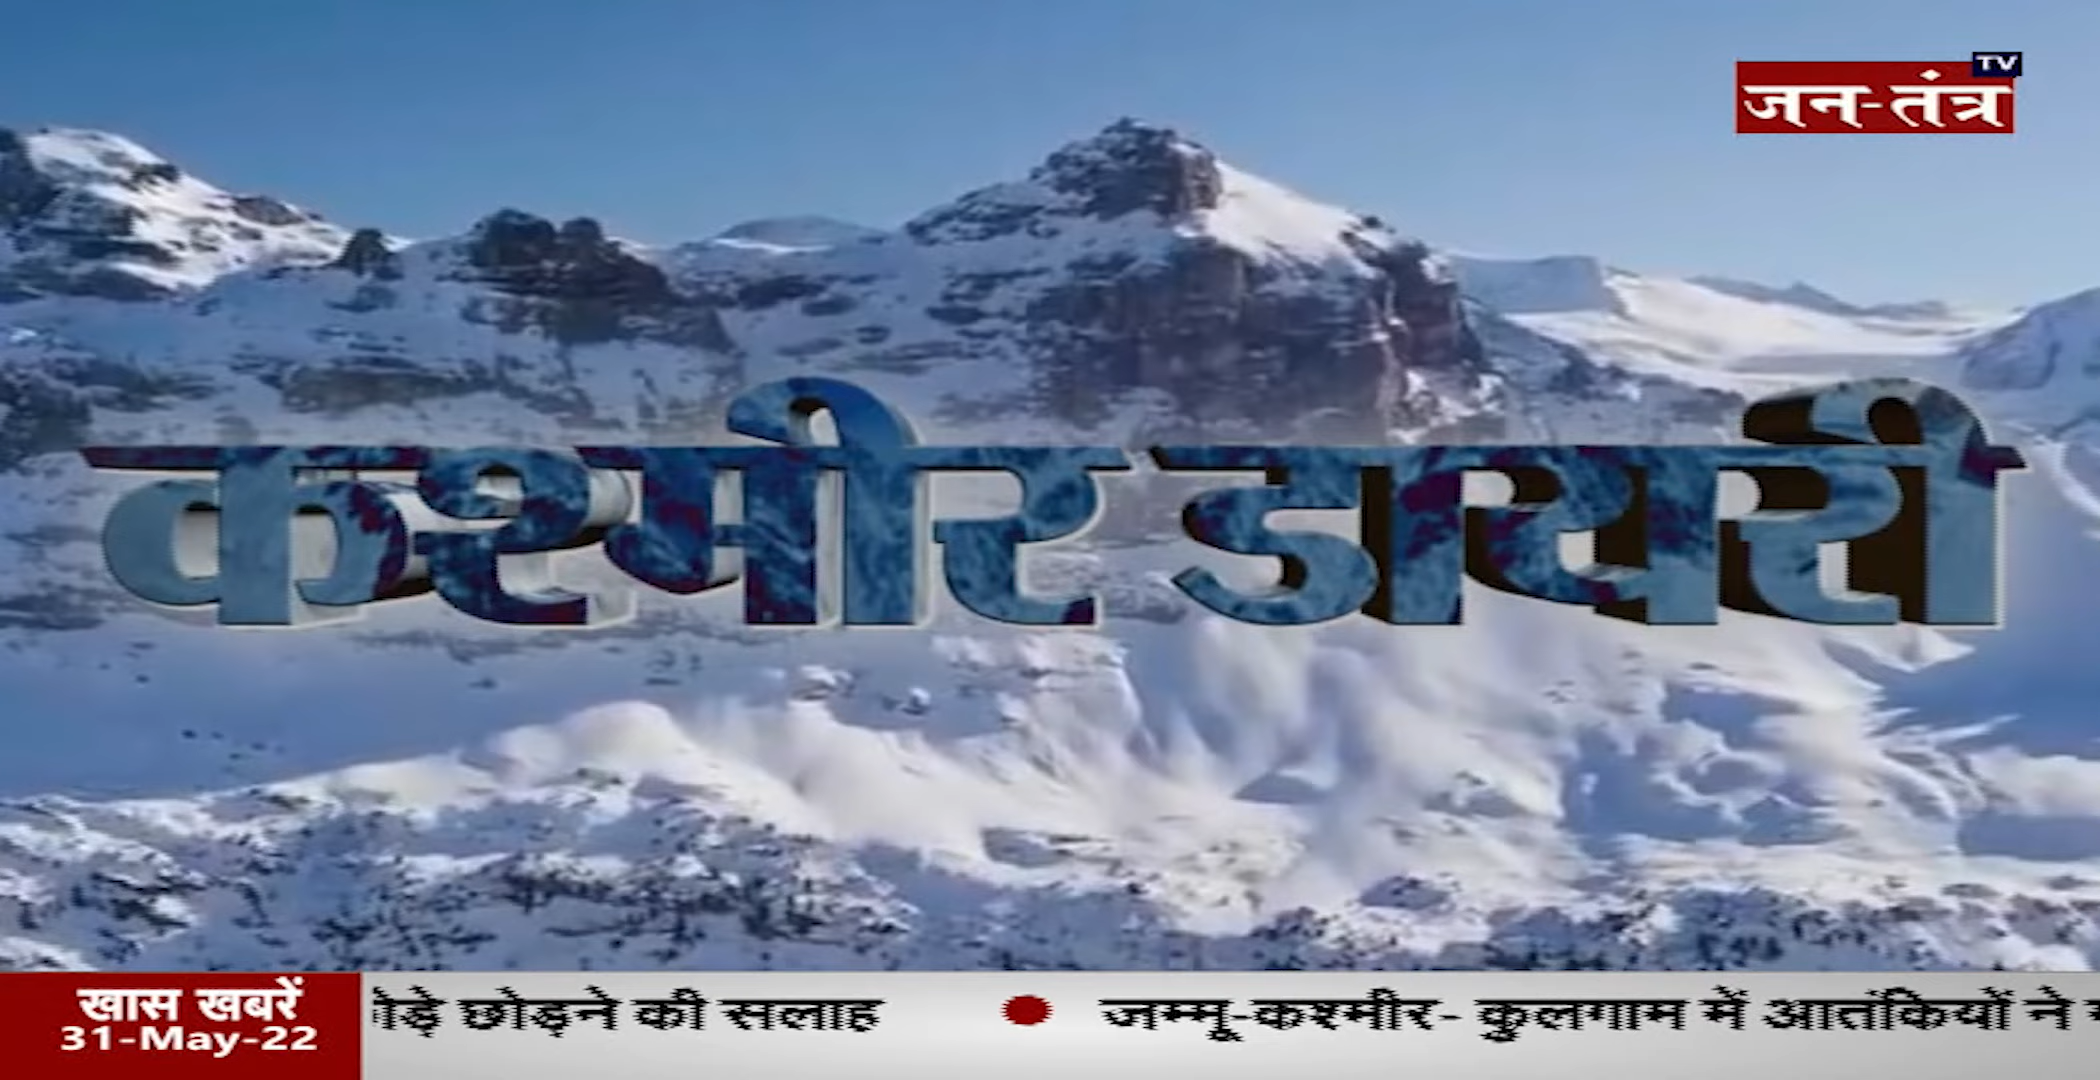 TV
जन-तंत्र
कश्मीर डायरी
खास खबरें
31-May-22
छोड़ने की सलाह
जम्मू-कश्मीर- कुलगाम में आतंकियों ने